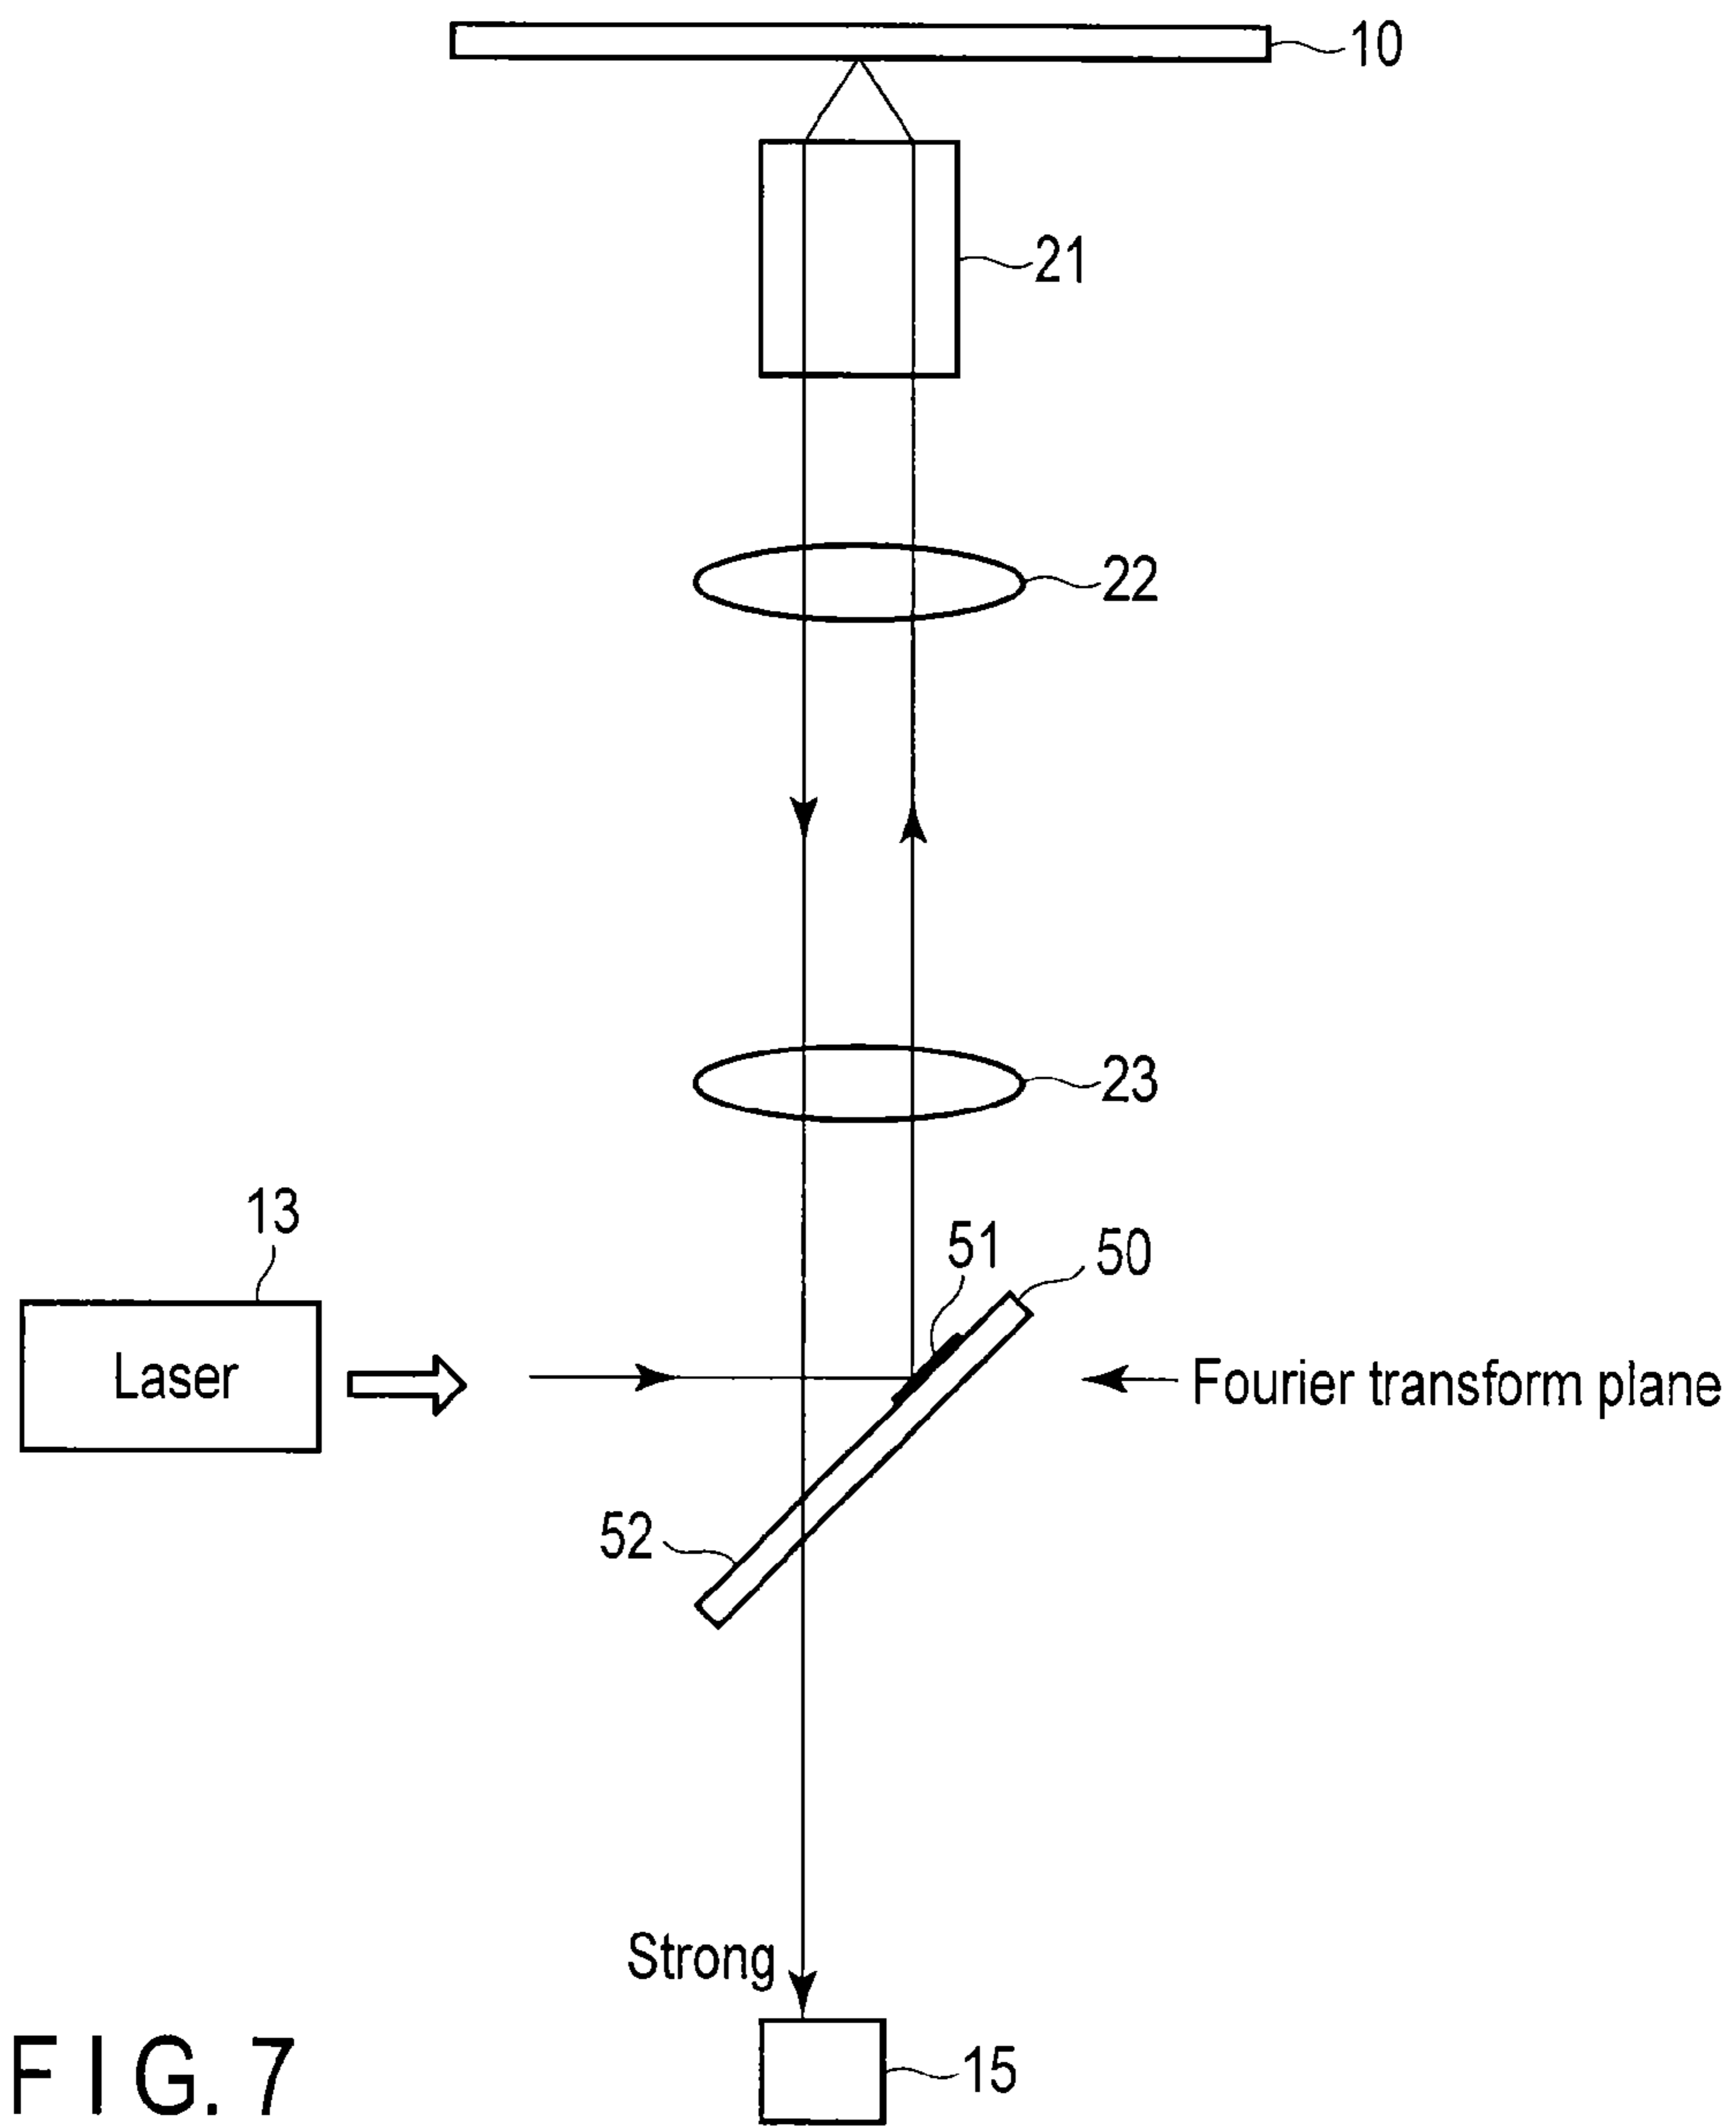 10
21
22
23
13
51
50
Laser
Fourier transform plane
52
Strong
15
FIG. 7